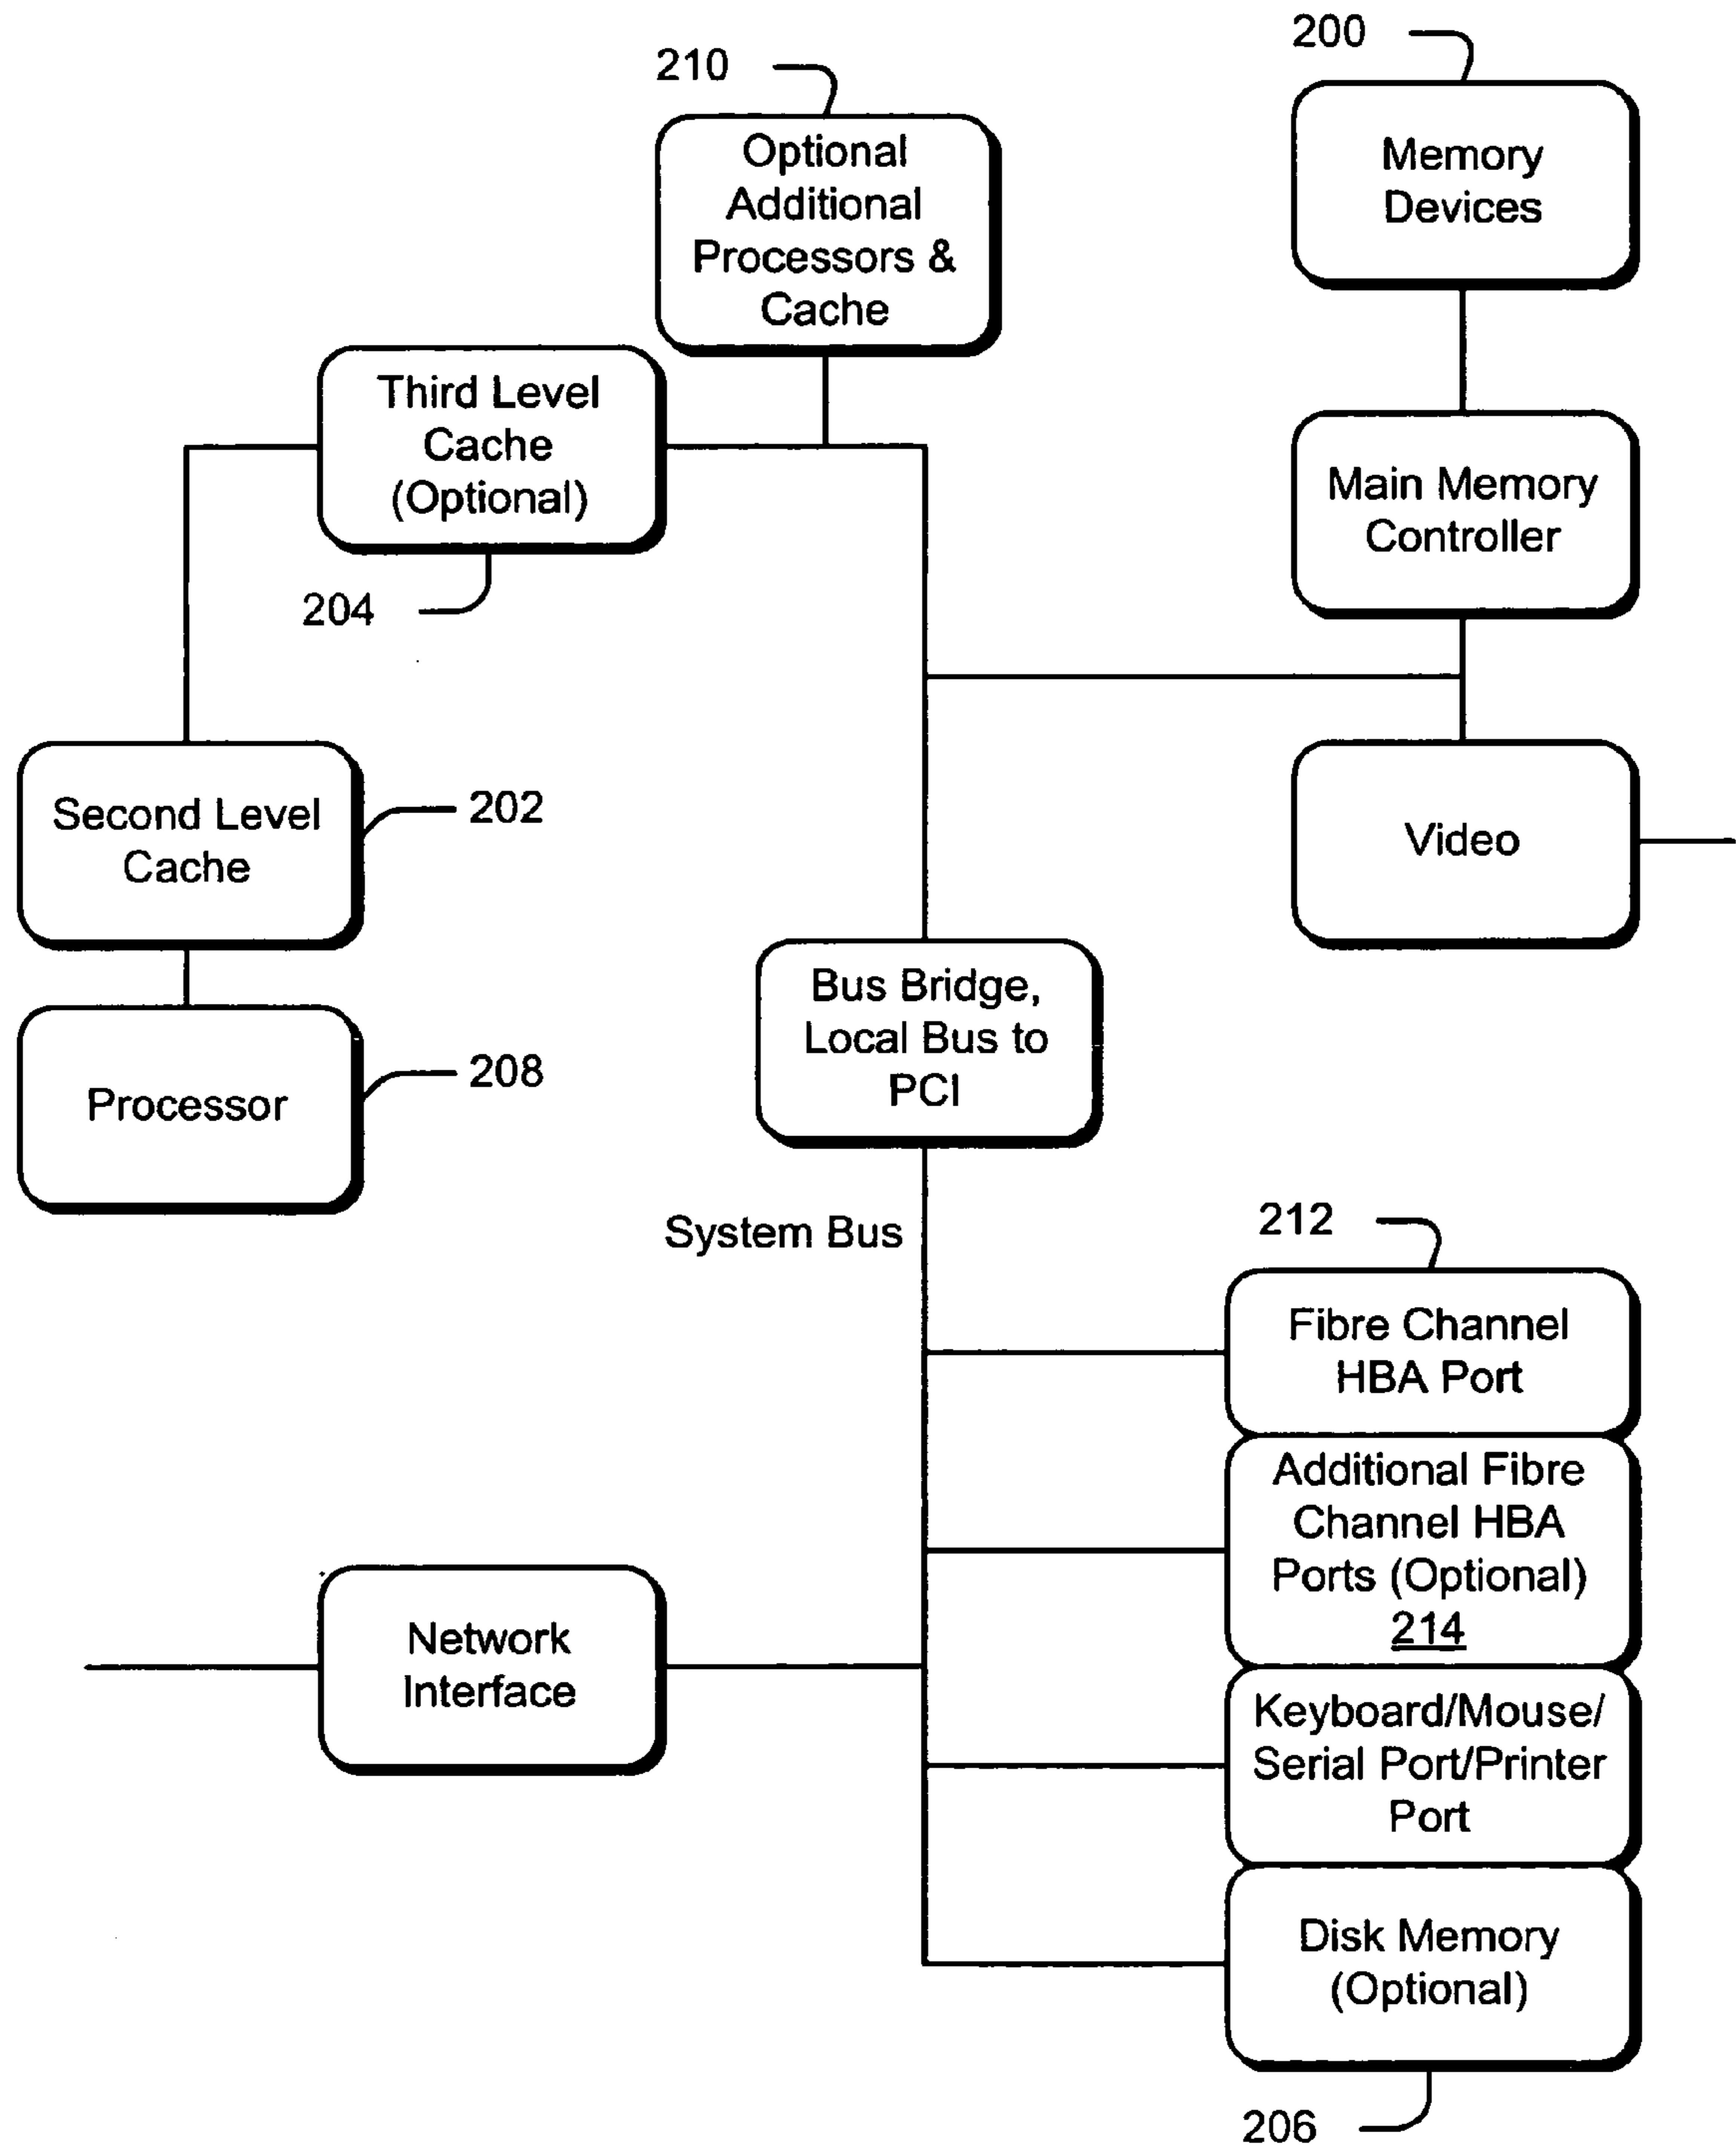 200
210
Optional
Additional
Processors &
Cache
Memory
Devices
Third Level
Cache
(Optional)
Main Memory
Controller
204
Second Level
Cache
202
Video
Processor
208
Bus Bridge,
Local Bus to
PCI
System Bus
212
Fibre Channel
HBA Port
Additional Fibre
Channel HBA
Ports (Optional)
214
Network
Interface
Keyboard/Mouse/
Serial Port/Printer
Port
Disk Memory
(Optional)
206